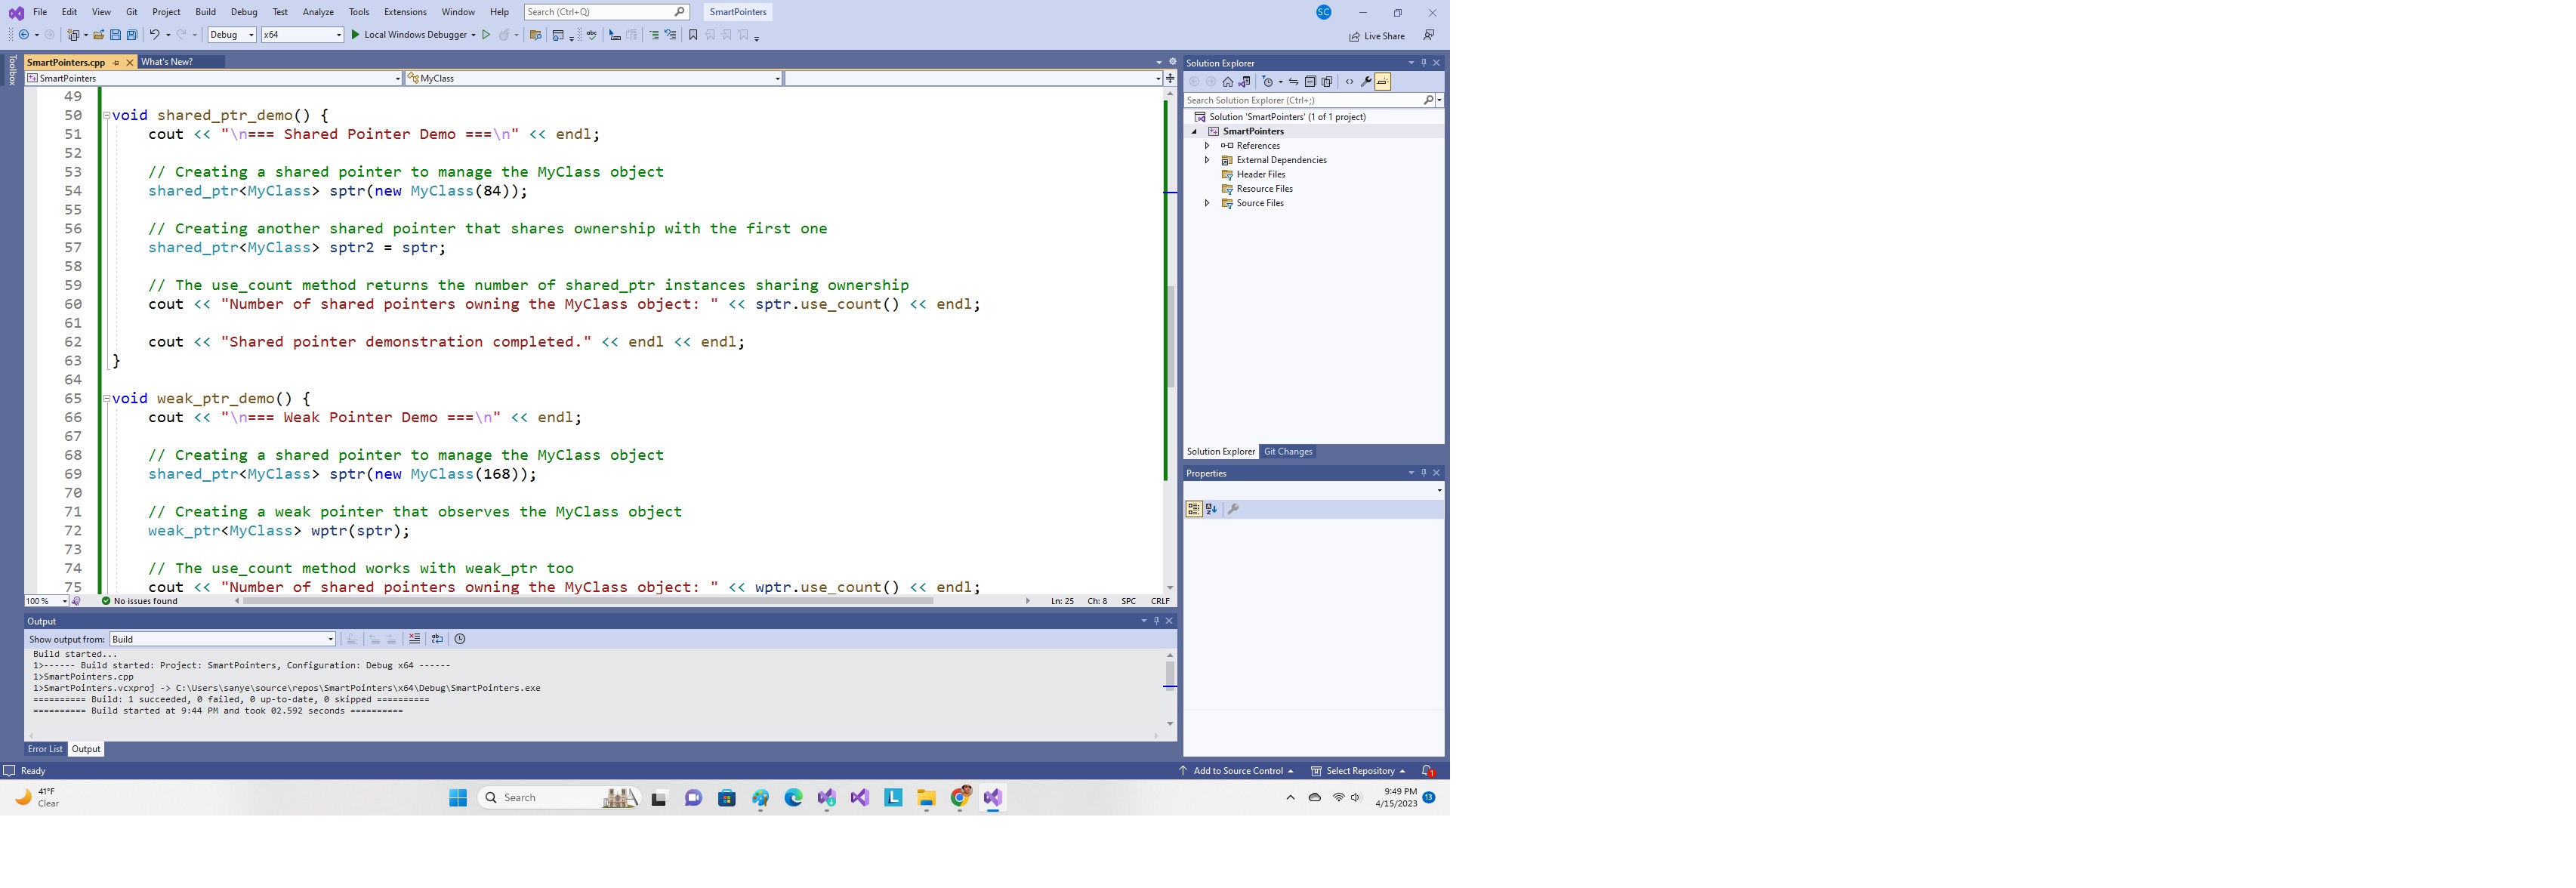 File Edit View Git Project Build Debug Test Analyze Tools Extensions Window Help Search (Ctrl+Q) SmartPointers SC
Debug x64 Local Windows Debugger Live Share
Toolbox
SmartPointers.cpp What's New?
SmartPointers MyClass
49
50 void shared_ptr_demo() {
51 cout << "\n=== Shared Pointer Demo ===\n" << endl;
52
53 // Creating a shared pointer to manage the MyClass object
54 shared_ptr<MyClass> sptr(new MyClass(84));
55
56 // Creating another shared pointer that shares ownership with the first one
57 shared_ptr<MyClass> sptr2 = sptr;
58
59 // The use_count method returns the number of shared_ptr instances sharing ownership
60 cout << "Number of shared pointers owning the MyClass object: " << sptr.use_count() << endl;
61
62 cout << "Shared pointer demonstration completed." << endl << endl;
63 }
64
65 void weak_ptr_demo() {
66 cout << "\n=== Weak Pointer Demo ===\n" << endl;
67
68 // Creating a shared pointer to manage the MyClass object
69 shared_ptr<MyClass> sptr(new MyClass(168));
70
71 // Creating a weak pointer that observes the MyClass object
72 weak_ptr<MyClass> wptr(sptr);
73
74 // The use_count method works with weak_ptr too
75 cout << "Number of shared pointers owning the MyClass object: " << wptr.use_count() << endl;
100 % No issues found Ln: 25 Ch: 8 SPC CRLF
Output
Show output from: Build
Build started...
1>------ Build started: Project: SmartPointers, Configuration: Debug x64 ------
1>SmartPointers.cpp
1>SmartPointers.vcxproj -> C:\Users\sanye\source\repos\SmartPointers\x64\Debug\SmartPointers.exe
========== Build: 1 succeeded, 0 failed, 0 up-to-date, 0 skipped ==========
========== Build started at 9:44 PM and took 02.592 seconds ==========
Error List Output
Solution Explorer
Search Solution Explorer (Ctrl+;)
Solution 'SmartPointers' (1 of 1 project)
SmartPointers
References
External Dependencies
Header Files
Resource Files
Source Files
Solution Explorer Git Changes
Properties
Ready Add to Source Control Select Repository 1
41°F
Clear
Search
9:49 PM
4/15/2023 13